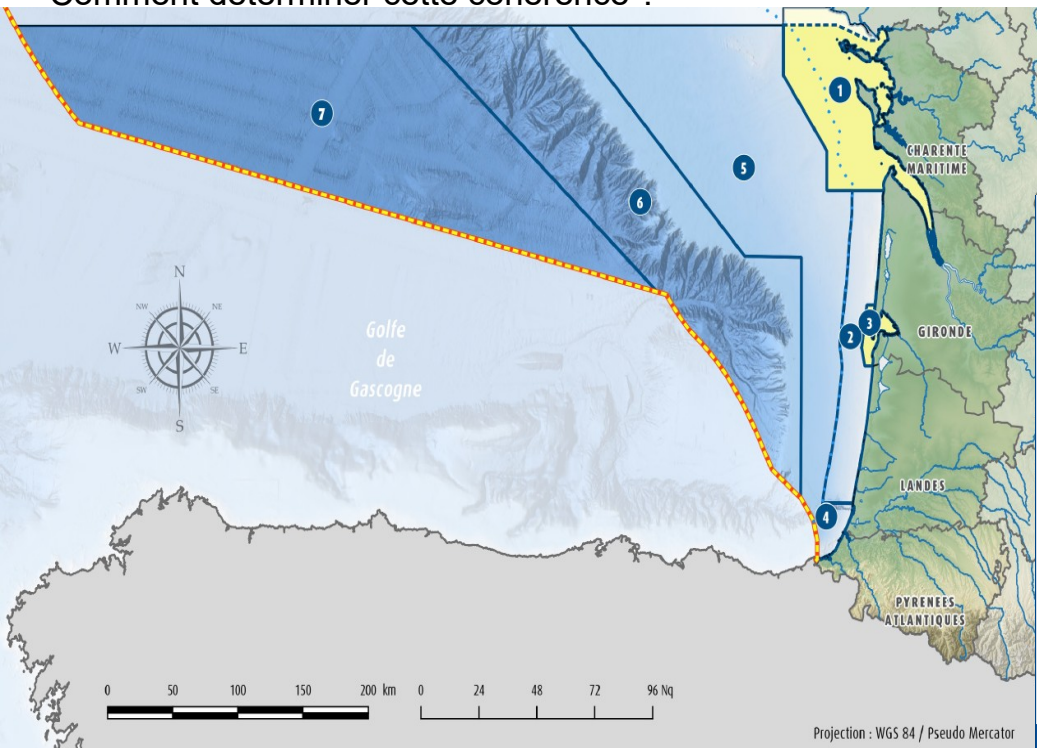 Comment déterminer cette cohérence ?
7
1
CHARENTE
MARITIME
5
6
N
NW
NE
W
E
SW
SE
S
Golfe
de
Gascogne
2
3
GIRONDE
LANDES
4
PYRENEES
ATLANTIQUES
0 50 100 150 200 km
0 24 48 72 96 Nq
Projection : WGS 84 / Pseudo Mercator